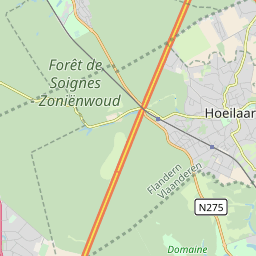 Forêt de
Soignes
Zoniënwoud
Hoeilaar
Flandern
Vlaanderen
N275
Domaine